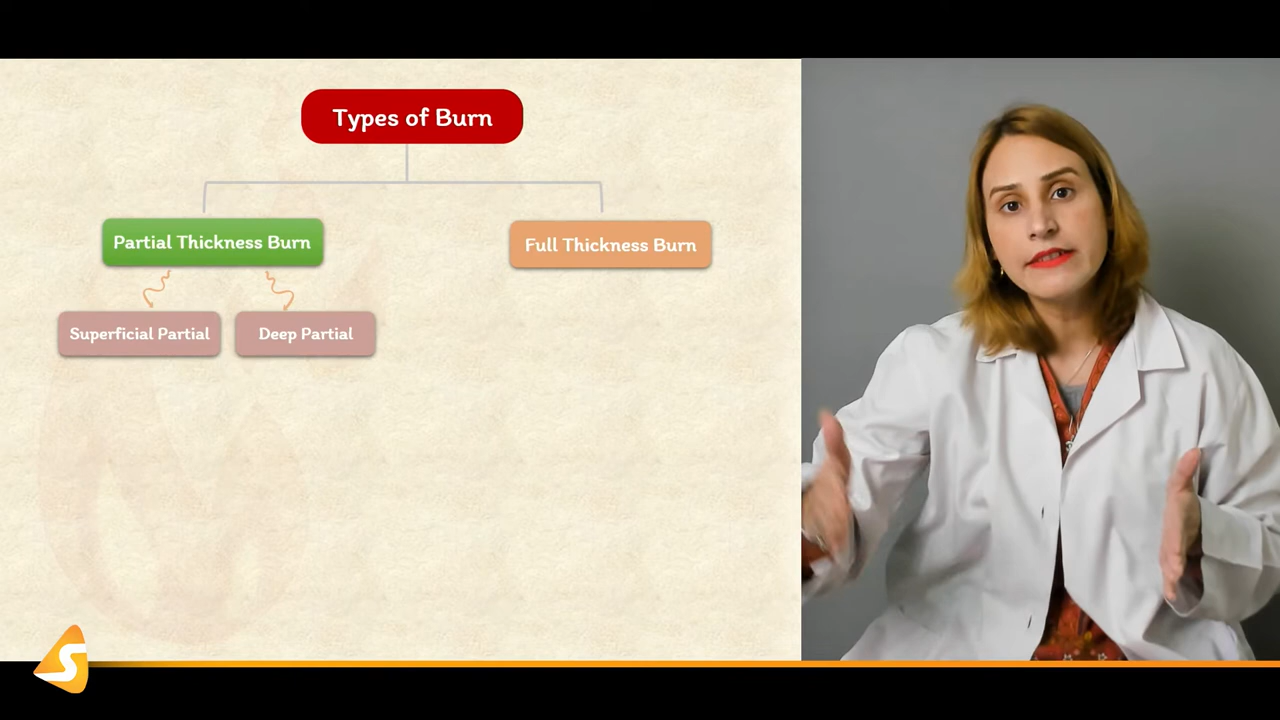 Types of Burn
Partial Thickness Burn
Full Thickness Burn
Superficial Partial
Deep Partial